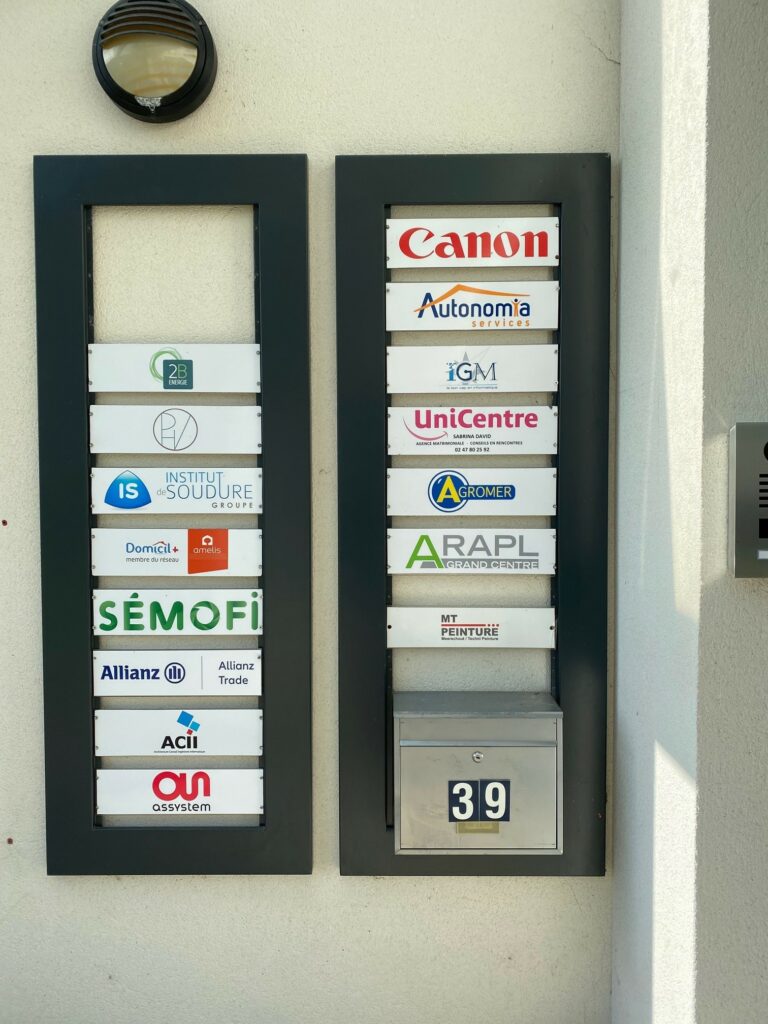 2B
ENERGIE
PHV
IS INSTITUT
de SOUDURE
GROUPE
Domicil+
membre du réseau
amelis
SÉMOFi
Allianz
Allianz
Trade
ACii
assystem
Canon
Autonomia
services
iGM
UniCentre
SABRINA DAVID
AGENCE MATRIMONIALE - CONSEILS EN RENCONTRES
02 47 80 25 92
AGROMER
ARAPL
GRAND CENTRE
MT
PEINTURE
39